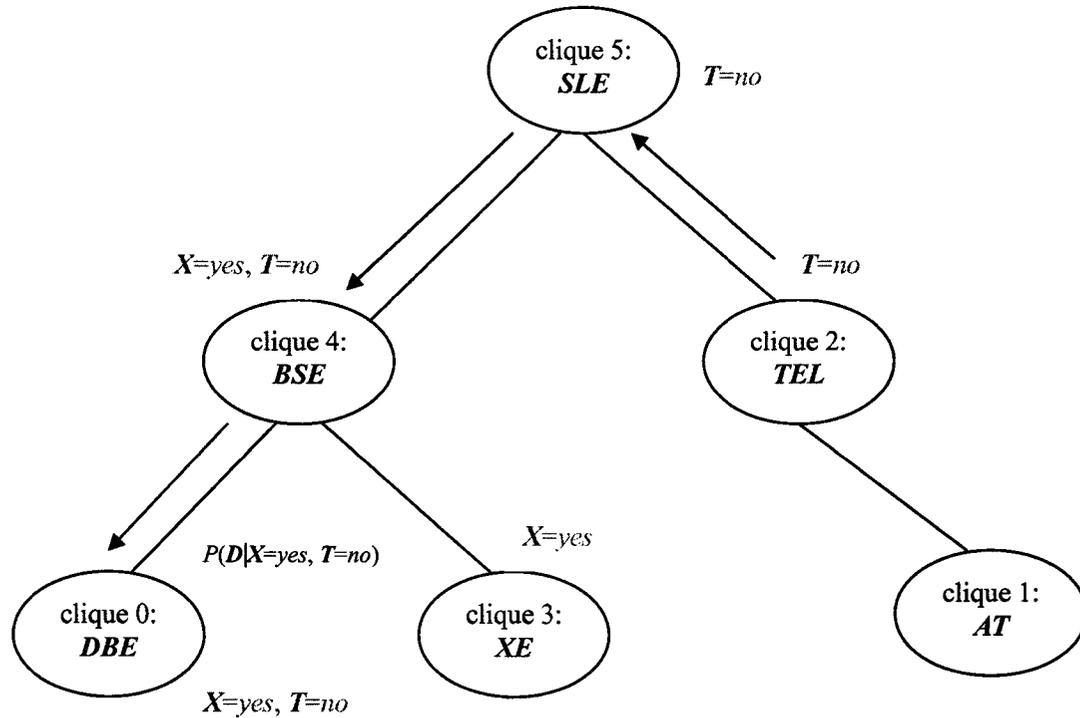 clique 5:
SLE
T=no
X=yes, T=no
T=no
clique 4:
BSE
clique 2:
TEL
X=yes
P(D|X=yes, T=no)
clique 0:
DBE
clique 3:
XE
clique 1:
AT
X=yes, T=no